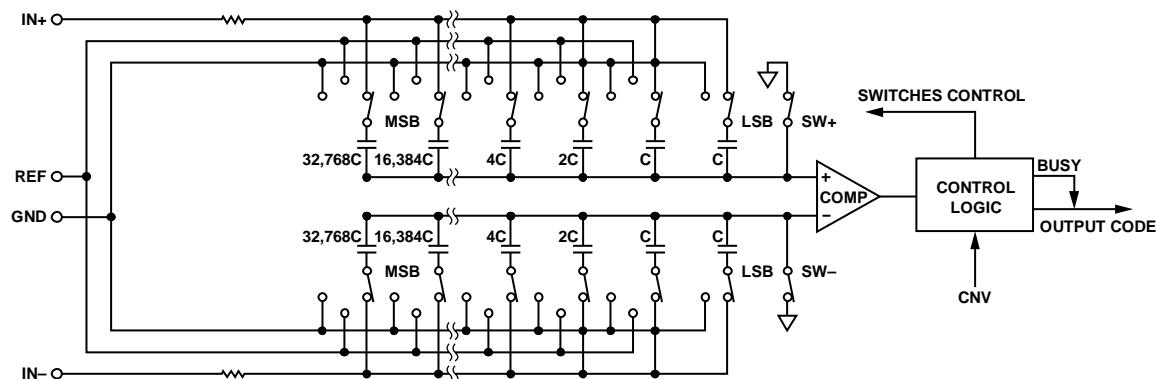 IN+
MSB
LSB
SW+
32,768C
16,384C
4C
2C
C
C
SWITCHES CONTROL
BUSY
REF
GND
+
COMP
–
CONTROL
LOGIC
OUTPUT CODE
32,768C
16,384C
4C
2C
C
C
MSB
LSB
SW–
CNV
IN–